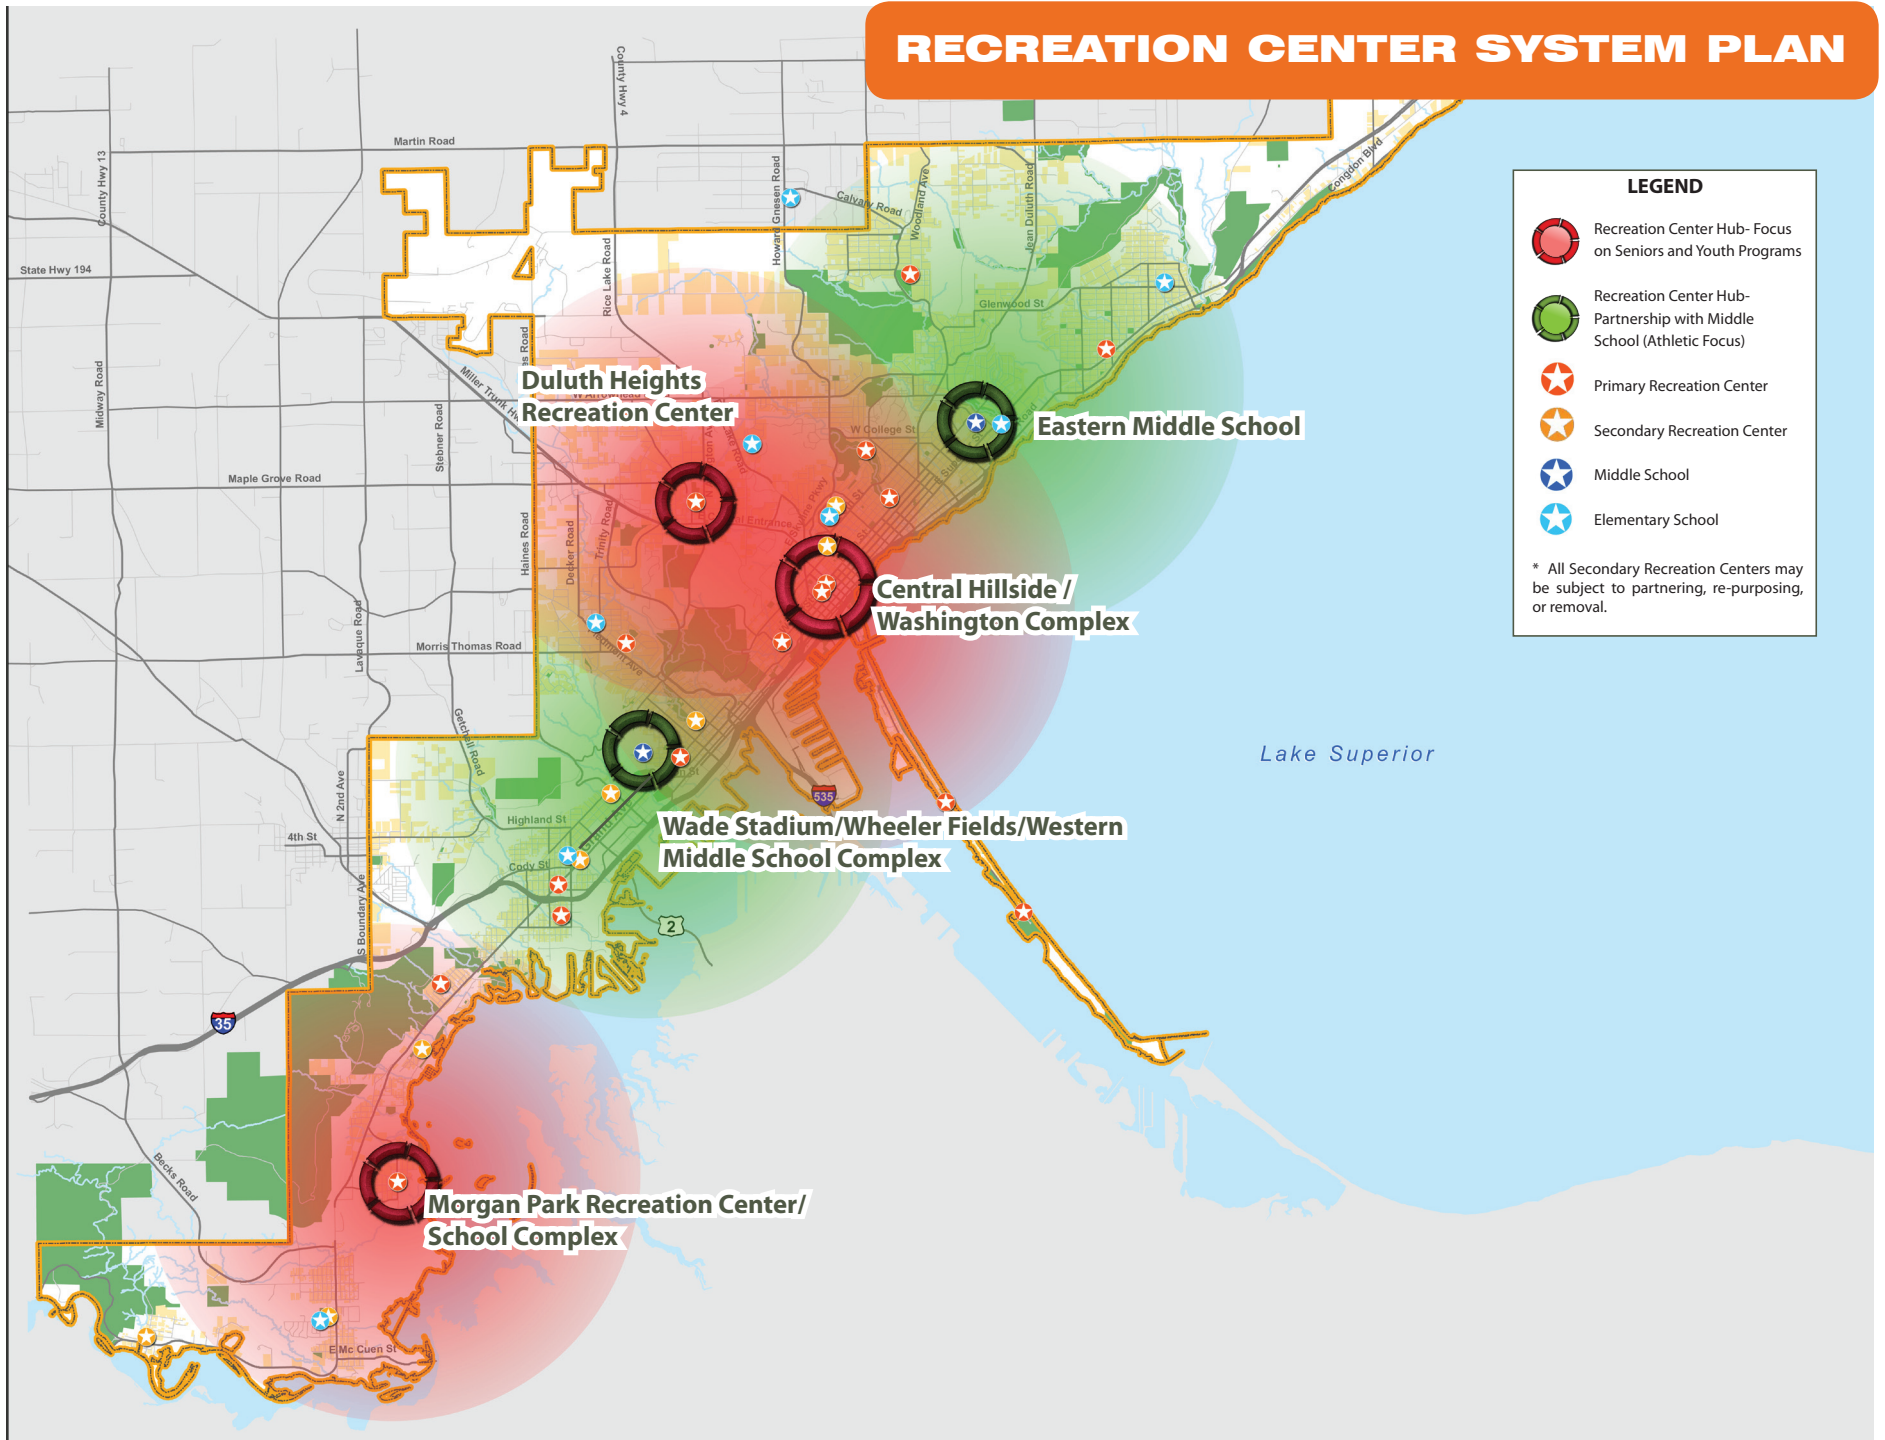 RECREATION CENTER SYSTEM PLAN
LEGEND
Recreation Center Hub- Focus
on Seniors and Youth Programs
Recreation Center Hub-
Partnership with Middle
School (Athletic Focus)
Primary Recreation Center
Secondary Recreation Center
Middle School
Elementary School
* All Secondary Recreation Centers may
be subject to partnering, re-purposing,
or removal.
County Hwy 4
Martin Road
County Hwy 13
Howard Gnesen Road
Calvary Road
Woodland Ave
Jean Duluth Road
Congdon Blvd
State Hwy 194
Rice Lake Road
Glenwood St
Midway Road
Miller Trunk
Stebner Road
Duluth Heights
Recreation Center
W College St
Eastern Middle School
Maple Grove Road
Haines Road
Decker Road
Trinity Road
Central Hillside /
Washington Complex
Lavaque Road
Morris Thomas Road
Getchell Road
Lake Superior
N 2nd Ave
535
Highland St
4th St
Wade Stadium/Wheeler Fields/Western
Middle School Complex
Cody St
S Boundary Ave
2
35
Becks Road
Morgan Park Recreation Center/
School Complex
E Mc Cuen St